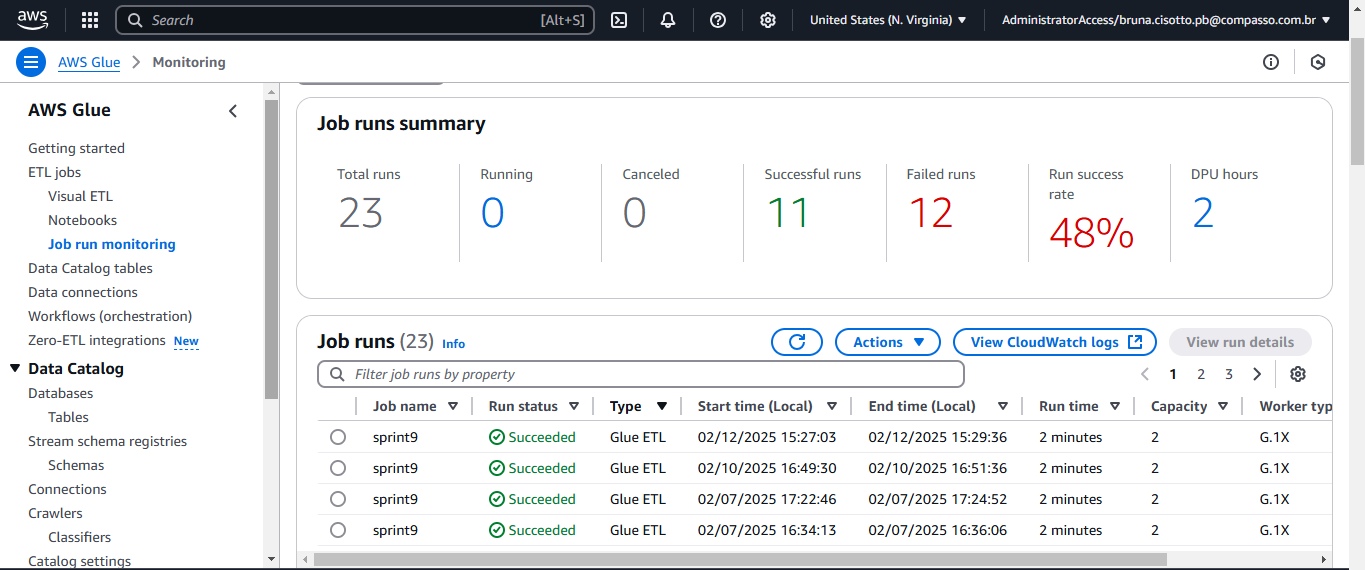 aws Search [Alt+S] United States (N. Virginia) AdministratorAccess/bruna.cisotto.pb@compasso.com.br
AWS Glue Monitoring
AWS Glue
Getting started
ETL jobs
Visual ETL
Notebooks
Job run monitoring
Data Catalog tables
Data connections
Workflows (orchestration)
Zero-ETL integrations New
Data Catalog
Databases
Tables
Stream schema registries
Schemas
Connections
Crawlers
Classifiers
Catalog settings
Job runs summary
Total runs
23
Running
0
Canceled
0
Successful runs
11
Failed runs
12
Run success
rate
48%
DPU hours
2
Job runs (23) Info Actions View CloudWatch logs View run details
Filter job runs by property 1 2 3
Job name Run status Type Start time (Local) End time (Local) Run time Capacity Worker typ
sprint9 Succeeded Glue ETL 02/12/2025 15:27:03 02/12/2025 15:29:36 2 minutes 2 G.1X
sprint9 Succeeded Glue ETL 02/10/2025 16:49:30 02/10/2025 16:51:36 2 minutes 2 G.1X
sprint9 Succeeded Glue ETL 02/07/2025 17:22:46 02/07/2025 17:24:52 2 minutes 2 G.1X
sprint9 Succeeded Glue ETL 02/07/2025 16:34:13 02/07/2025 16:36:06 2 minutes 2 G.1X